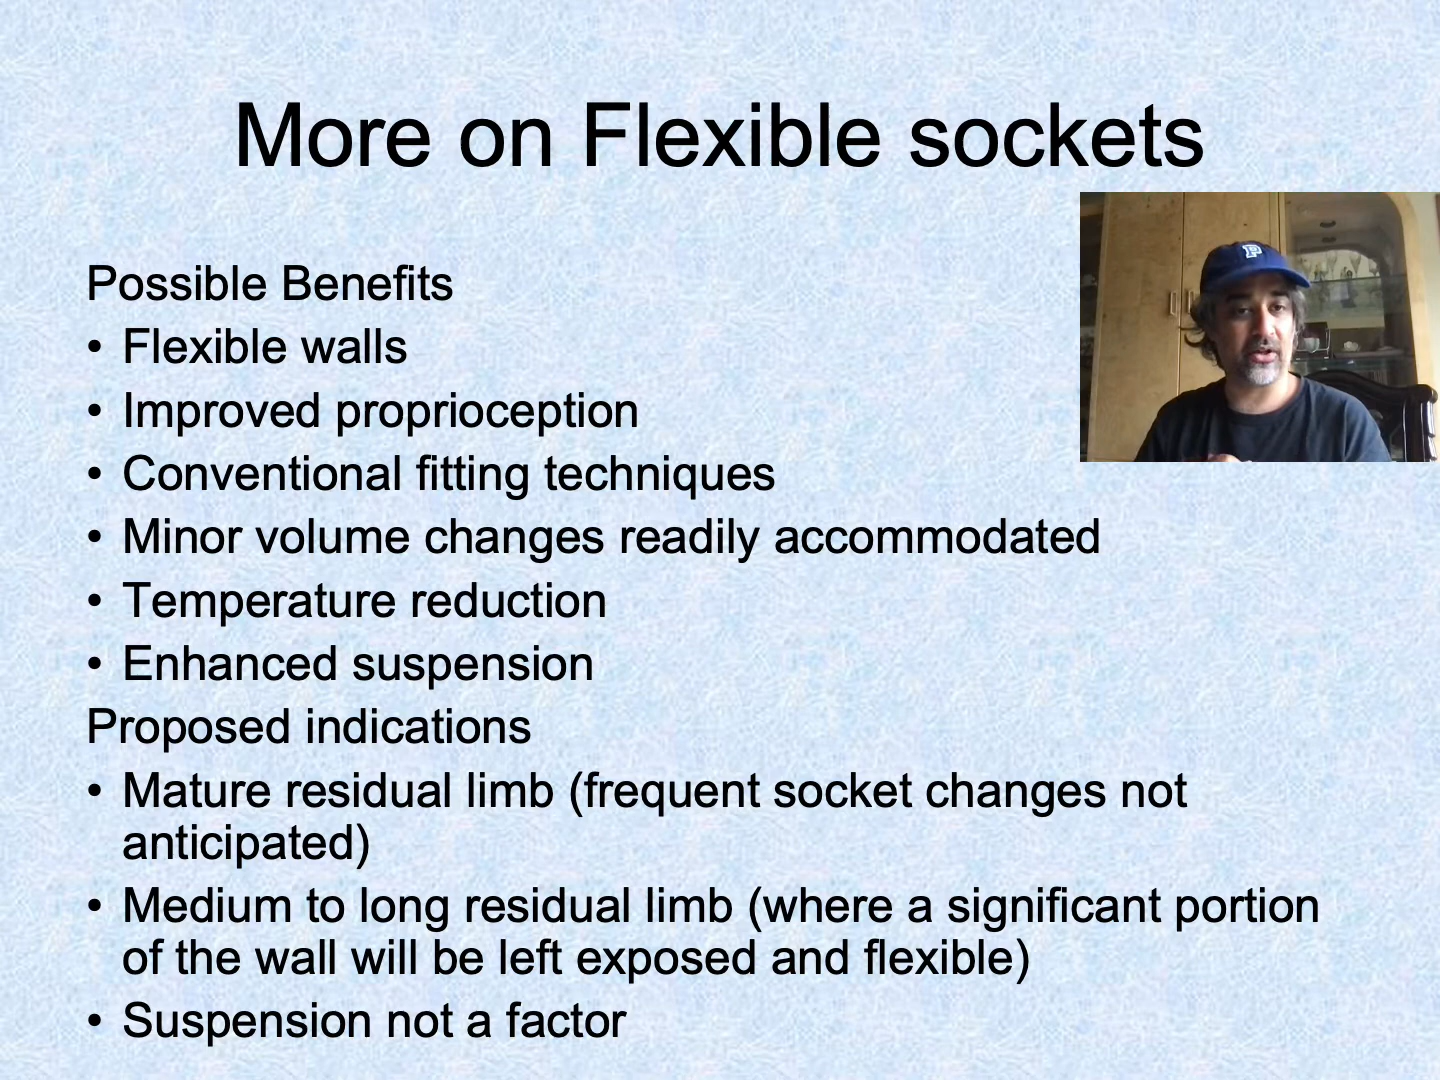 More on Flexible sockets
P
Possible Benefits
• Flexible walls
• Improved proprioception
• Conventional fitting techniques
• Minor volume changes readily accommodated
• Temperature reduction
• Enhanced suspension
Proposed indications
• Mature residual limb (frequent socket changes not
anticipated)
• Medium to long residual limb (where a significant portion
of the wall will be left exposed and flexible)
• Suspension not a factor